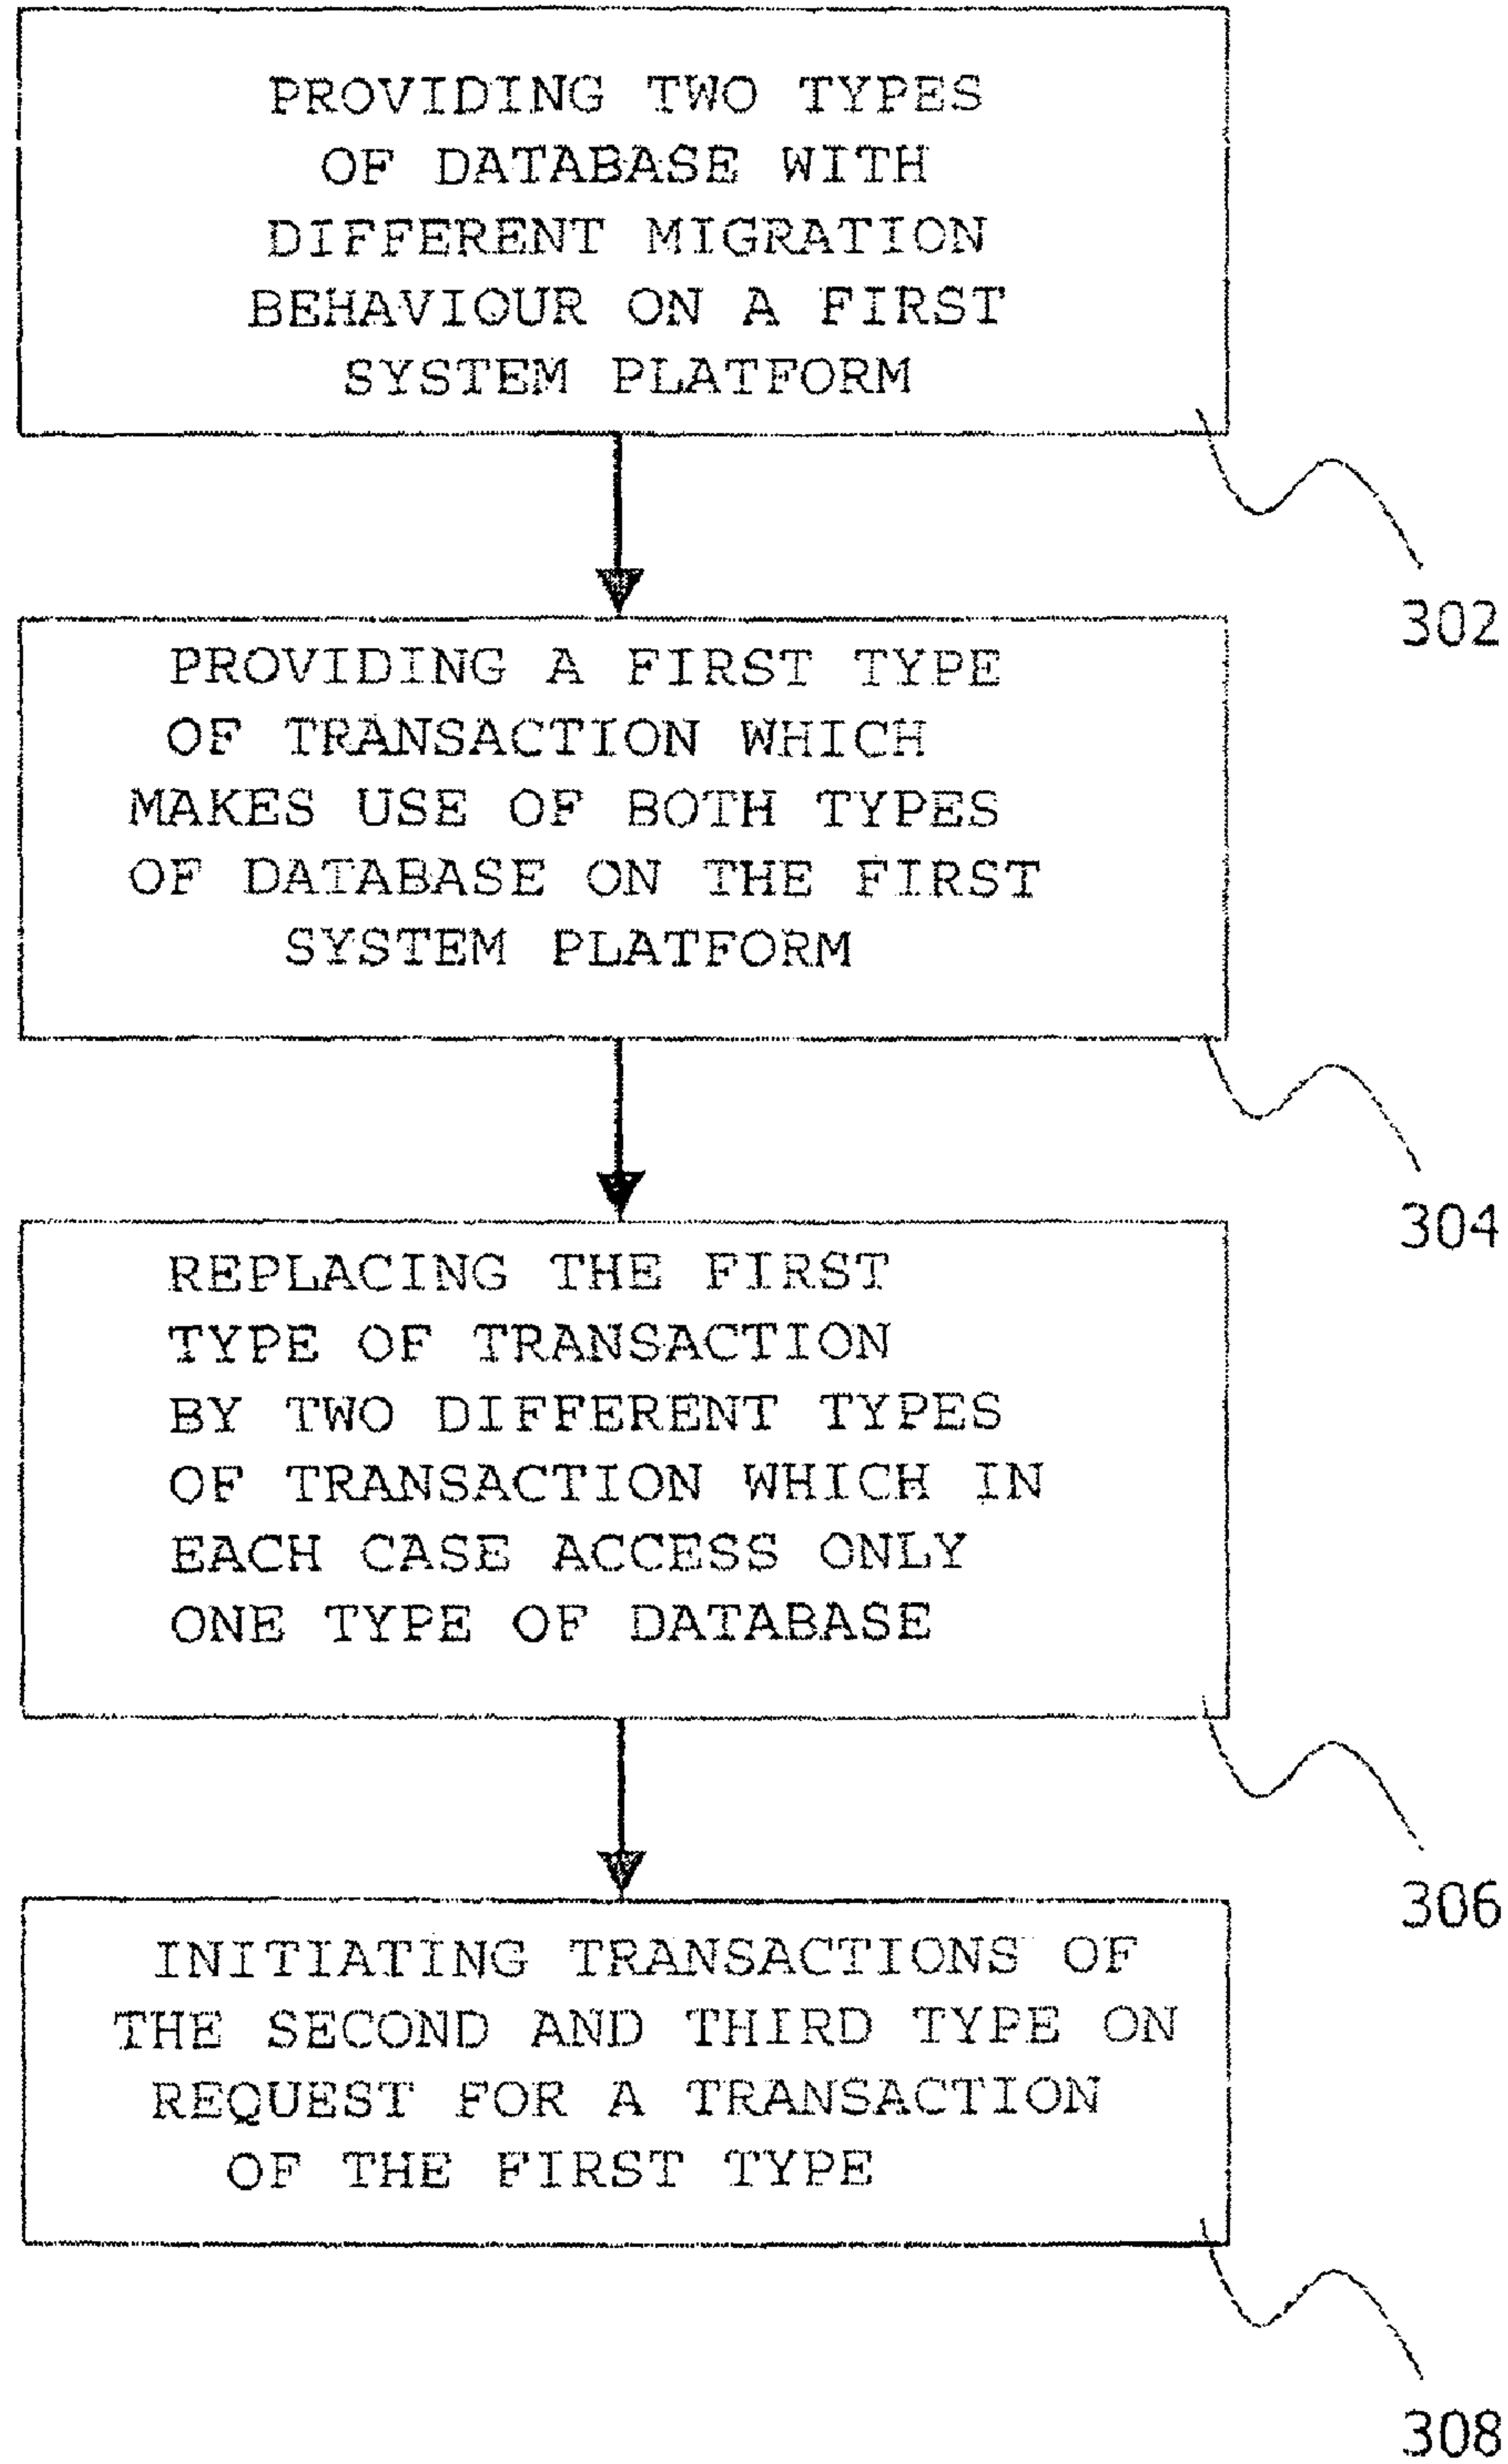 PROVIDING TWO TYPES
OF DATABASE WITH
DIFFERENT MIGRATION
BEHAVIOUR ON A FIRST
SYSTEM PLATFORM
302
PROVIDING A FIRST TYPE
OF TRANSACTION WHICH
MAKES USE OF BOTH TYPES
OF DATABASE ON THE FIRST
SYSTEM PLATFORM
304
REPLACING THE FIRST
TYPE OF TRANSACTION
BY TWO DIFFERENT TYPES
OF TRANSACTION WHICH IN
EACH CASE ACCESS ONLY
ONE TYPE OF DATABASE
306
INITIATING TRANSACTIONS OF
THE SECOND AND THIRD TYPE ON
REQUEST FOR A TRANSACTION
OF THE FIRST TYPE
308